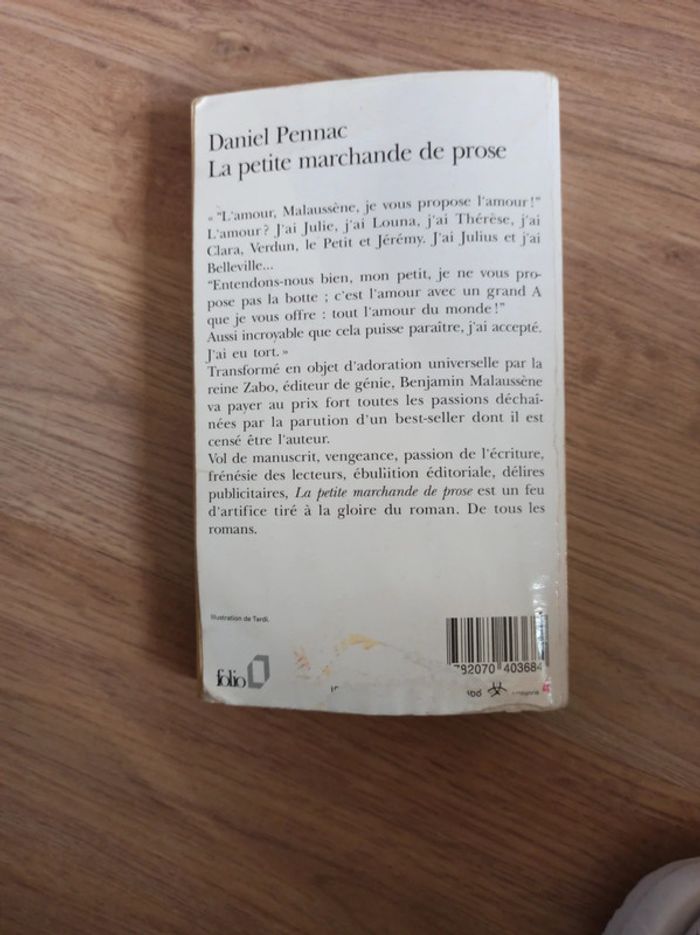 Daniel Pennac
La petite marchande de prose
« "L'amour, Malaussène, je vous propose l'amour!"
L'amour? J'ai Julie, j'ai Louna, j'ai Thérèse, j'ai
Clara, Verdun, le Petit et Jérémy. J'ai Julius et j'ai
Belleville...
"Entendons-nous bien, mon petit, je ne vous pro-
pose pas la botte ; c'est l'amour avec un grand A
que je vous offre : tout l'amour du monde!"
Aussi incroyable que cela puisse paraître, j'ai accepté.
J'ai eu tort. »
Transformé en objet d'adoration universelle par la
reine Zabo, éditeur de génie, Benjamin Malaussène
va payer au prix fort toutes les passions déchaî-
nées par la parution d'un best-seller dont il est
censé être l'auteur.
Vol de manuscrit, vengeance, passion de l'écriture,
frénésie des lecteurs, ébullition éditoriale, délires
publicitaires, La petite marchande de prose est un feu
d'artifice tiré à la gloire du roman. De tous les
romans.
Illustration de Tardi.
folio
782070 403684